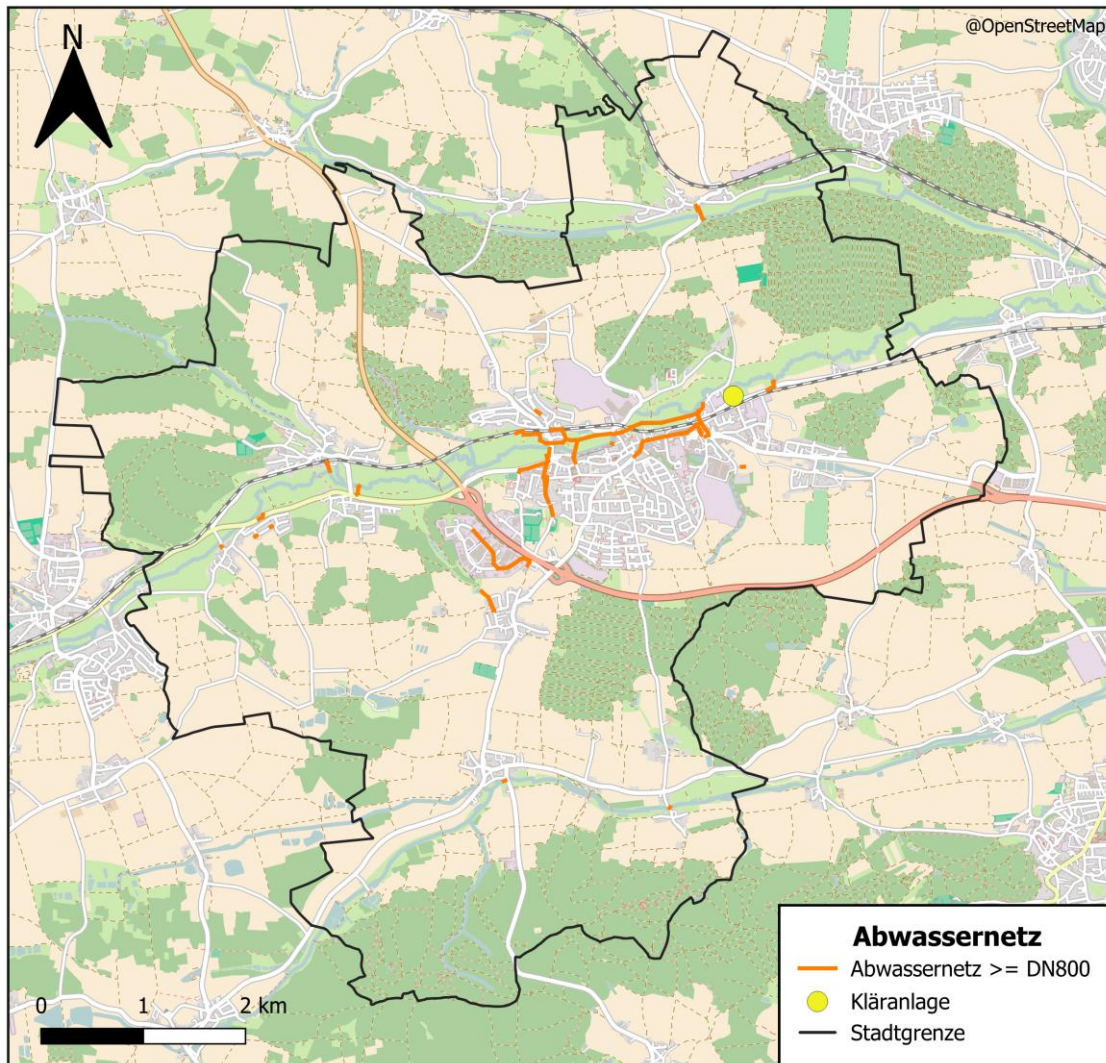 @OpenStreetMap
N
0 1 2 km
Abwassernetz
Abwassernetz >= DN800
Kläranlage
Stadtgrenze